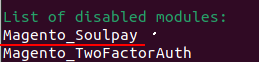 List of disabled modules:
Magento_Soulpay
Magento_TwoFactorAuth